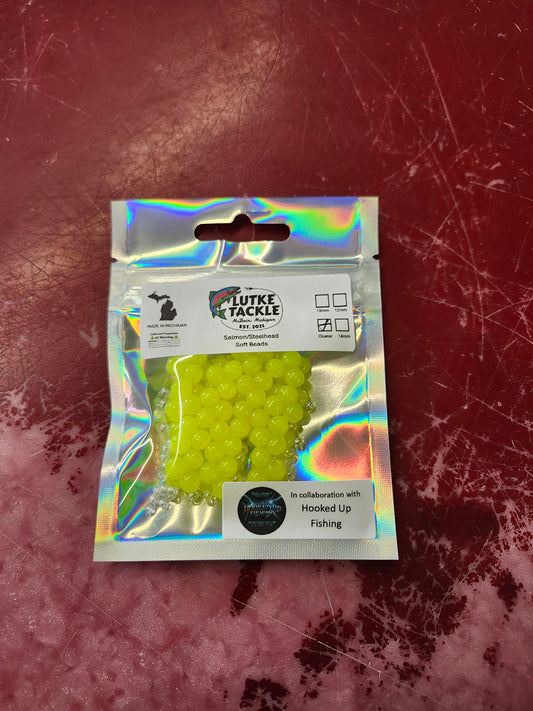 LUTKE
TACKLE
McBain, Michigan
EST. 2021
MADE IN MICHIGAN
Salmon/Steelhead
Soft Beads
10mm 12mm
Cluster 14mm
In collaboration with
Hooked Up
Fishing